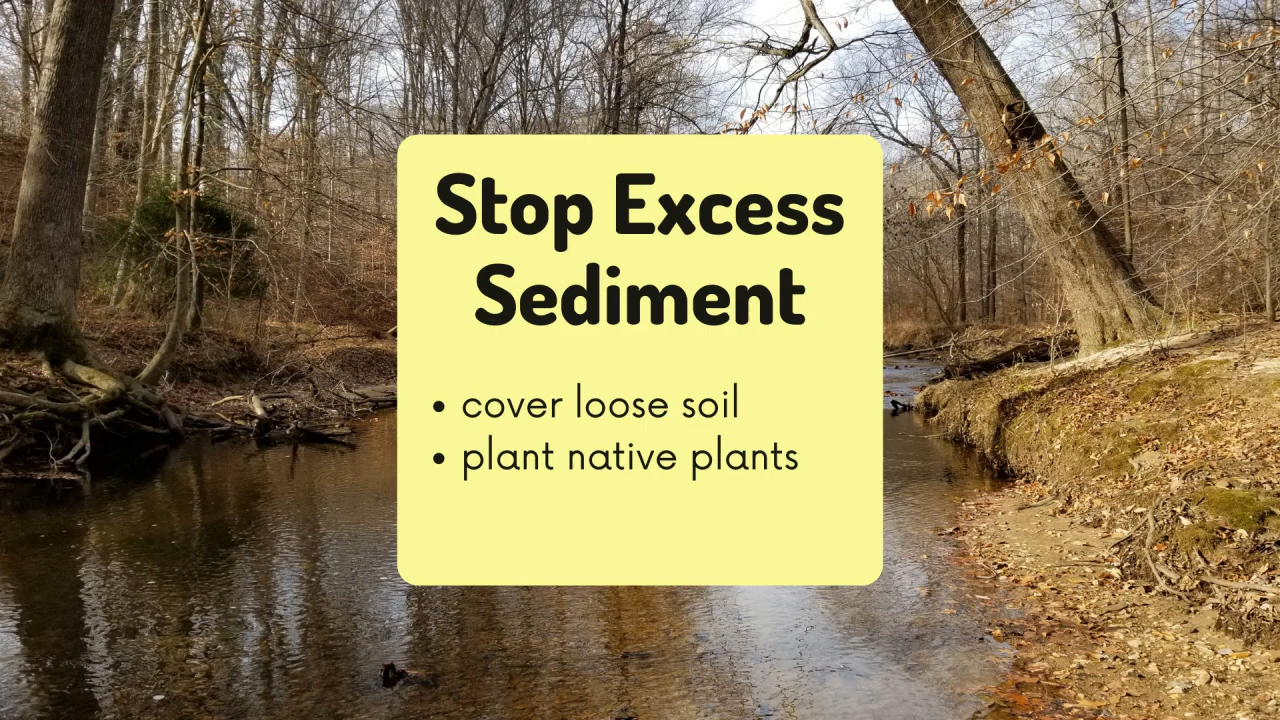 Stop Excess
Sediment
• cover loose soil
• plant native plants